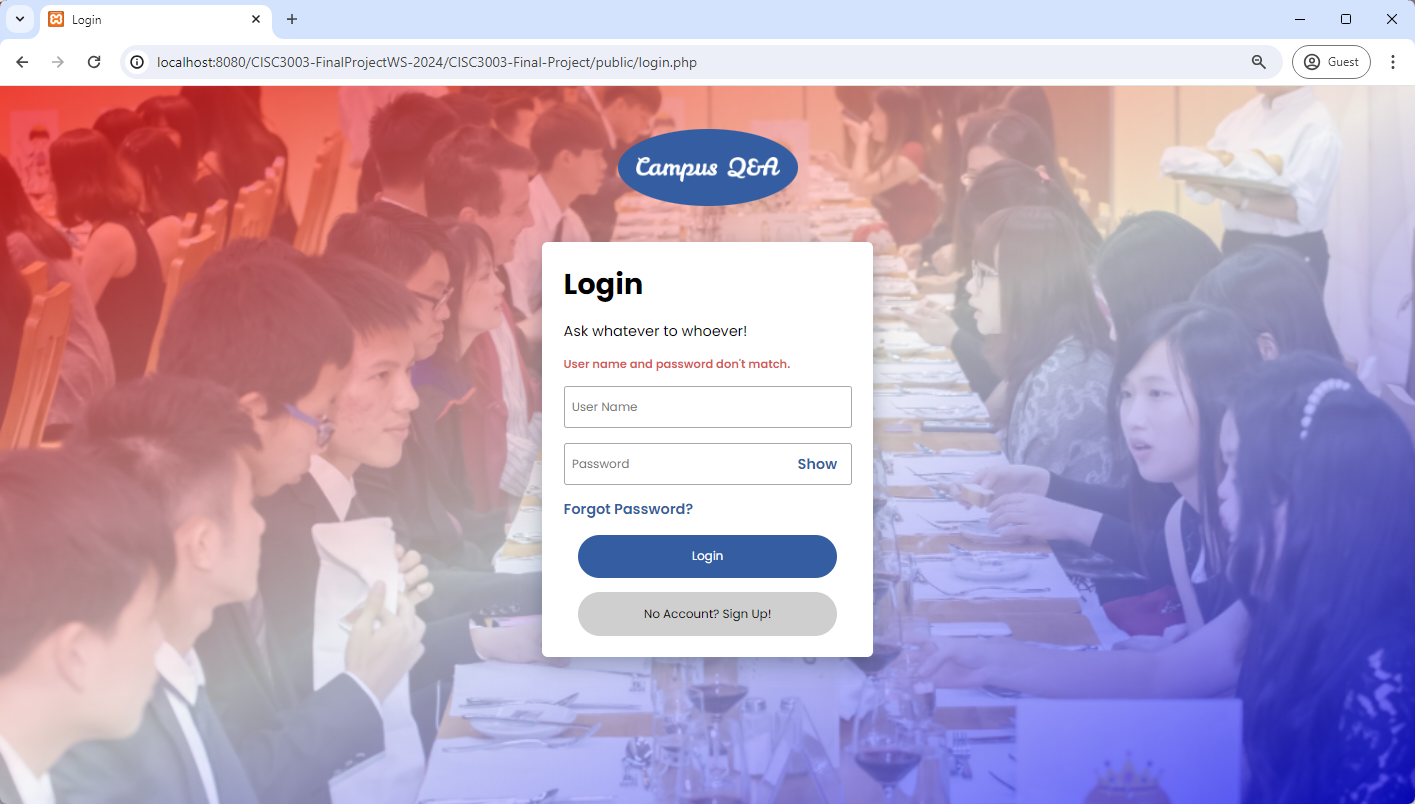 Login
localhost:8080/CISC3003-FinalProjectWS-2024/CISC3003-Final-Project/public/login.php
Guest
Campus Q&A
Login
Ask whatever to whoever!
User name and password don't match.
User Name
Password Show
Forgot Password?
Login
No Account? Sign Up!